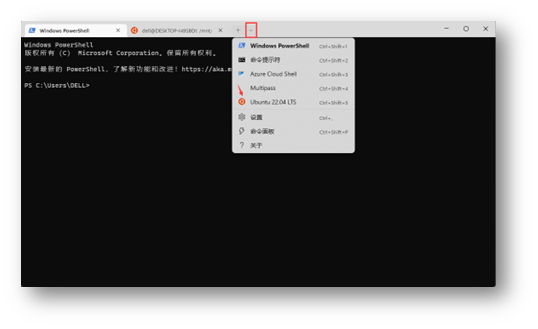 Windows PowerShell
dell@DESKTOP-
Windows PowerShell
版权所有 (C) Microsoft Corporation。保留所有权利。
安装最新的 PowerShell，了解新功能和改进！https://aka.m
PS C:\Users\DELL>
Windows PowerShell Ctrl+Shift+1
命令提示符 Ctrl+Shift+2
Azure Cloud Shell Ctrl+Shift+3
Multipass Ctrl+Shift+4
Ubuntu 22.04 LTS Ctrl+Shift+5
设置 Ctrl+,
命令面板 Ctrl+Shift+P
关于